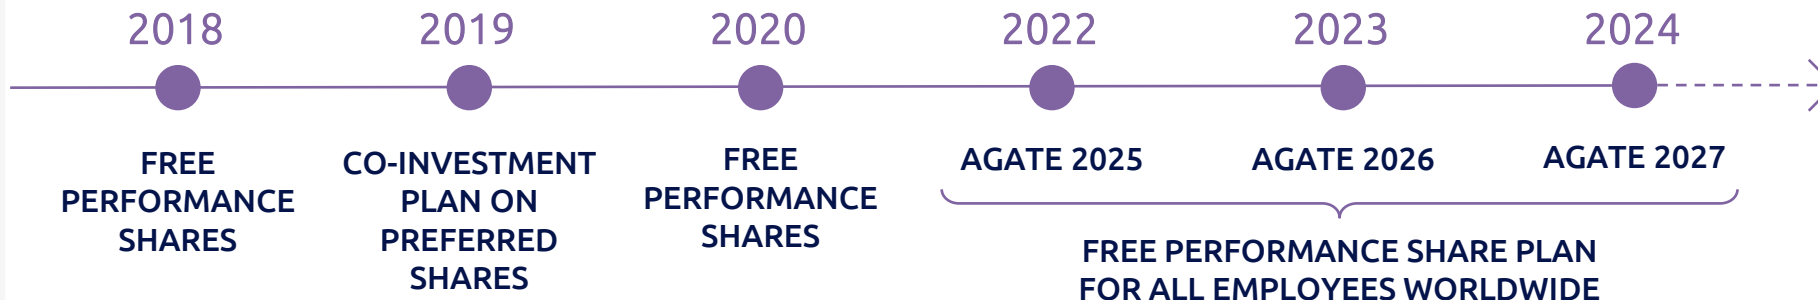 2018
2019
2020
2022
2023
2024
FREE
PERFORMANCE
SHARES
CO-INVESTMENT
PLAN ON
PREFERRED
SHARES
FREE
PERFORMANCE
SHARES
AGATE 2025
AGATE 2026
AGATE 2027
FREE PERFORMANCE SHARE PLAN
FOR ALL EMPLOYEES WORLDWIDE